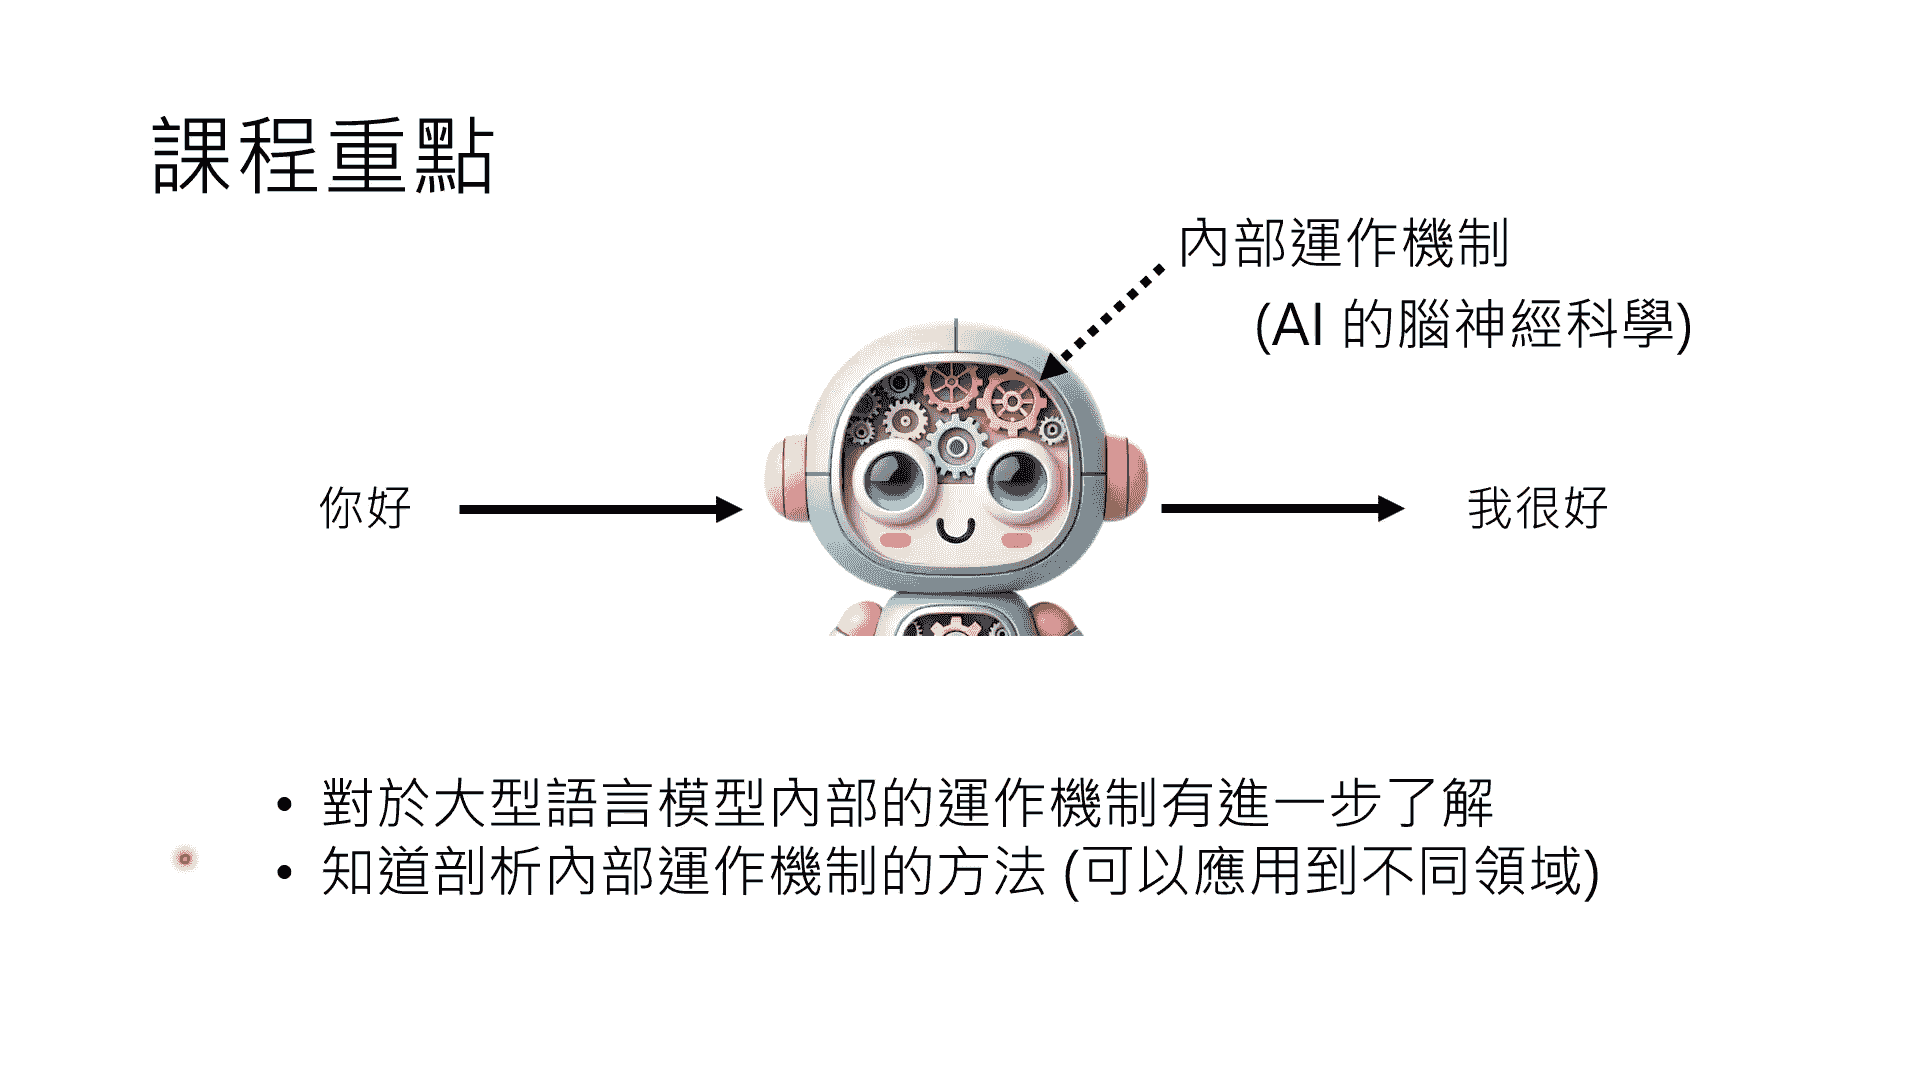 課程重點
內部運作機制
(AI 的腦神經科學)
你好
我很好
• 對於大型語言模型內部的運作機制有進一步了解
• 知道剖析內部運作機制的方法 (可以應用到不同領域)